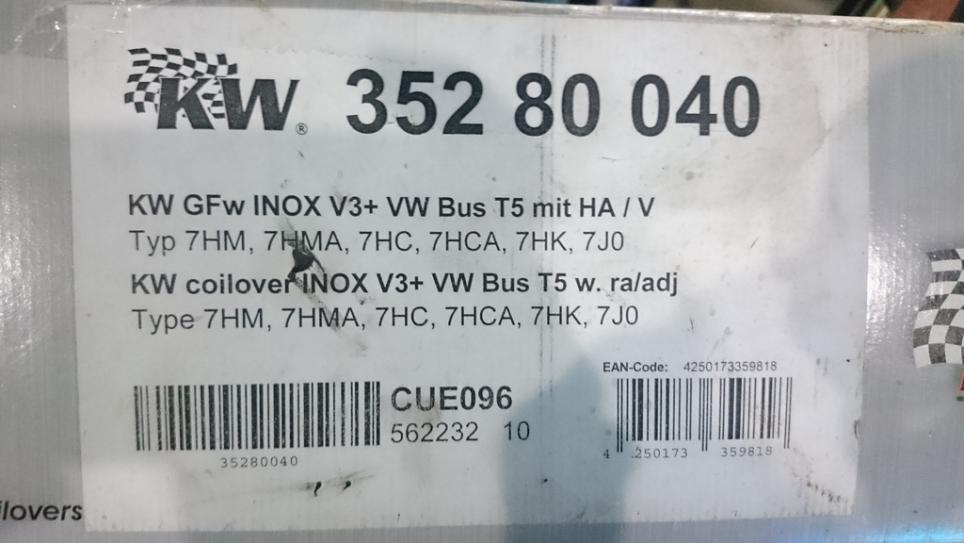 KW® 352 80 040
KW GFw INOX V3+ VW Bus T5 mit HA / V
Typ 7HM, 7HMA, 7HC, 7HCA, 7HK, 7J0
KW coilover INOX V3+ VW Bus T5 w. ra/adj
Type 7HM, 7HMA, 7HC, 7HCA, 7HK, 7J0
EAN-Code: 4250173359818
CUE096
562232 10
35280040
4 250173 359818
ilovers